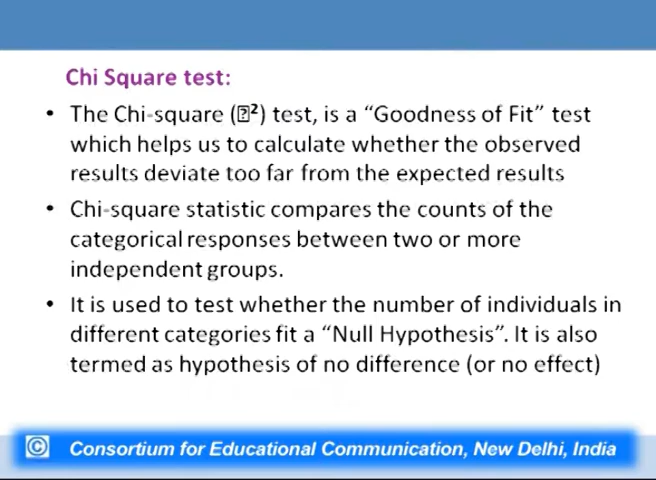 Chi Square test:
• The Chi-square (⍰²) test, is a “Goodness of Fit” test
which helps us to calculate whether the observed
results deviate too far from the expected results
• Chi-square statistic compares the counts of the
categorical responses between two or more
independent groups.
• It is used to test whether the number of individuals in
different categories fit a “Null Hypothesis”. It is also
termed as hypothesis of no difference (or no effect)
© Consortium for Educational Communication, New Delhi, India